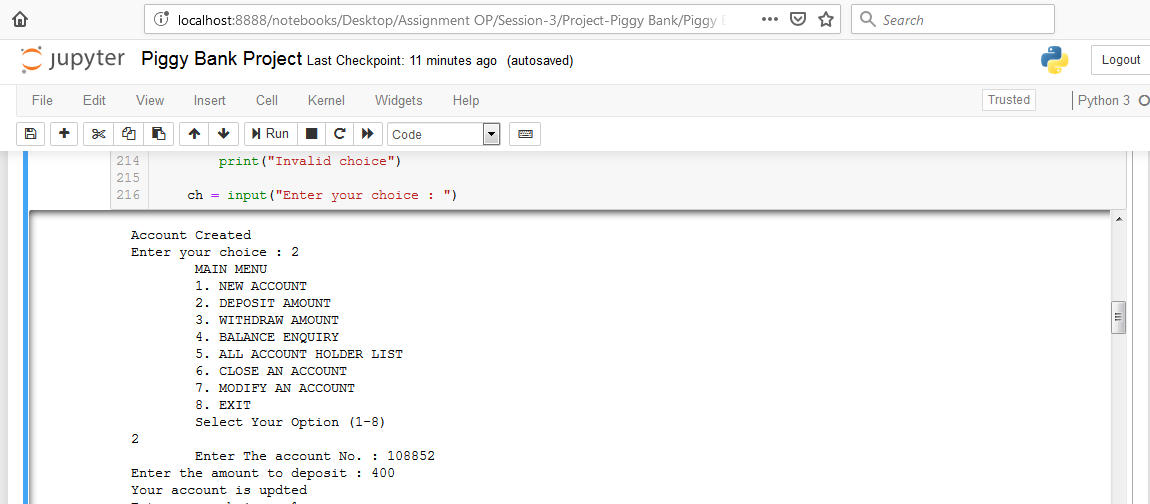 localhost:8888/notebooks/Desktop/Assignment OP/Session-3/Project-Piggy Bank/Piggy
Search
jupyter Piggy Bank Project Last Checkpoint: 11 minutes ago (autosaved)
Logout
File Edit View Insert Cell Kernel Widgets Help
Trusted
Python 3
Run
Code
214 print("Invalid choice")
215
216 ch = input("Enter your choice : ")
Account Created
Enter your choice : 2
MAIN MENU
1. NEW ACCOUNT
2. DEPOSIT AMOUNT
3. WITHDRAW AMOUNT
4. BALANCE ENQUIRY
5. ALL ACCOUNT HOLDER LIST
6. CLOSE AN ACCOUNT
7. MODIFY AN ACCOUNT
8. EXIT
Select Your Option (1-8)
2
Enter The account No. : 108852
Enter the amount to deposit : 400
Your account is updted